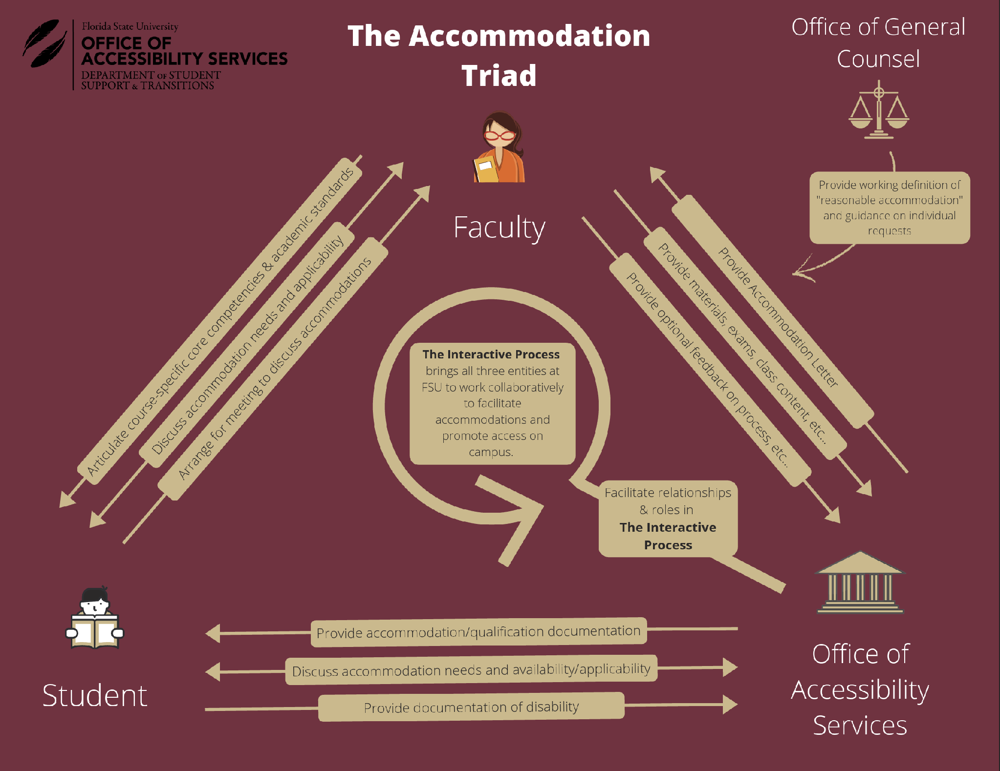 Florida State University
OFFICE OF
ACCESSIBILITY SERVICES
DEPARTMENT OF STUDENT
SUPPORT & TRANSITIONS
The Accommodation
Triad
Office of General
Counsel
Provide working definition of
"reasonable accommodation"
and guidance on individual
requests
Faculty
Articulate course-specific core competencies & academic standards
Discuss accommodation needs and applicability
Arrange for meeting to discuss accommodations
Provide Accommodation Letter
Provide materials, exams, class content, etc...
Provide optional feedback on process, etc...
The Interactive Process
brings all three entities at
FSU to work collaboratively
to facilitate
accommodations and
promote access on
campus.
Facilitate relationships
& roles in
The Interactive
Process
Student
Provide accommodation/qualification documentation
Discuss accommodation needs and availability/applicability
Provide documentation of disability
Office of
Accessibility
Services